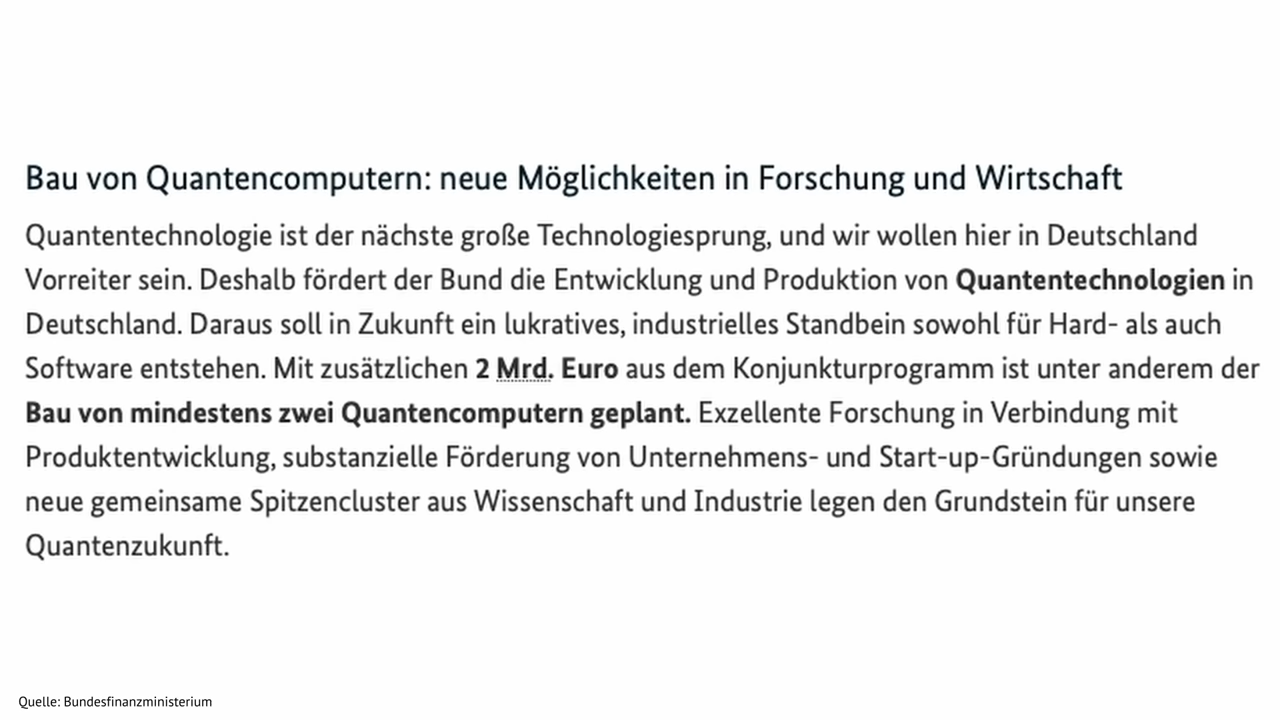 Bau von Quantencomputern: neue Möglichkeiten in Forschung und Wirtschaft
Quantentechnologie ist der nächste große Technologiesprung, und wir wollen hier in Deutschland
Vorreiter sein. Deshalb fördert der Bund die Entwicklung und Produktion von Quantentechnologien in
Deutschland. Daraus soll in Zukunft ein lukratives, industrielles Standbein sowohl für Hard- als auch
Software entstehen. Mit zusätzlichen 2 Mrd. Euro aus dem Konjunkturprogramm ist unter anderem der
Bau von mindestens zwei Quantencomputern geplant. Exzellente Forschung in Verbindung mit
Produktentwicklung, substanzielle Förderung von Unternehmens- und Start-up-Gründungen sowie
neue gemeinsame Spitzencluster aus Wissenschaft und Industrie legen den Grundstein für unsere
Quantenzukunft.
Quelle: Bundesfinanzministerium